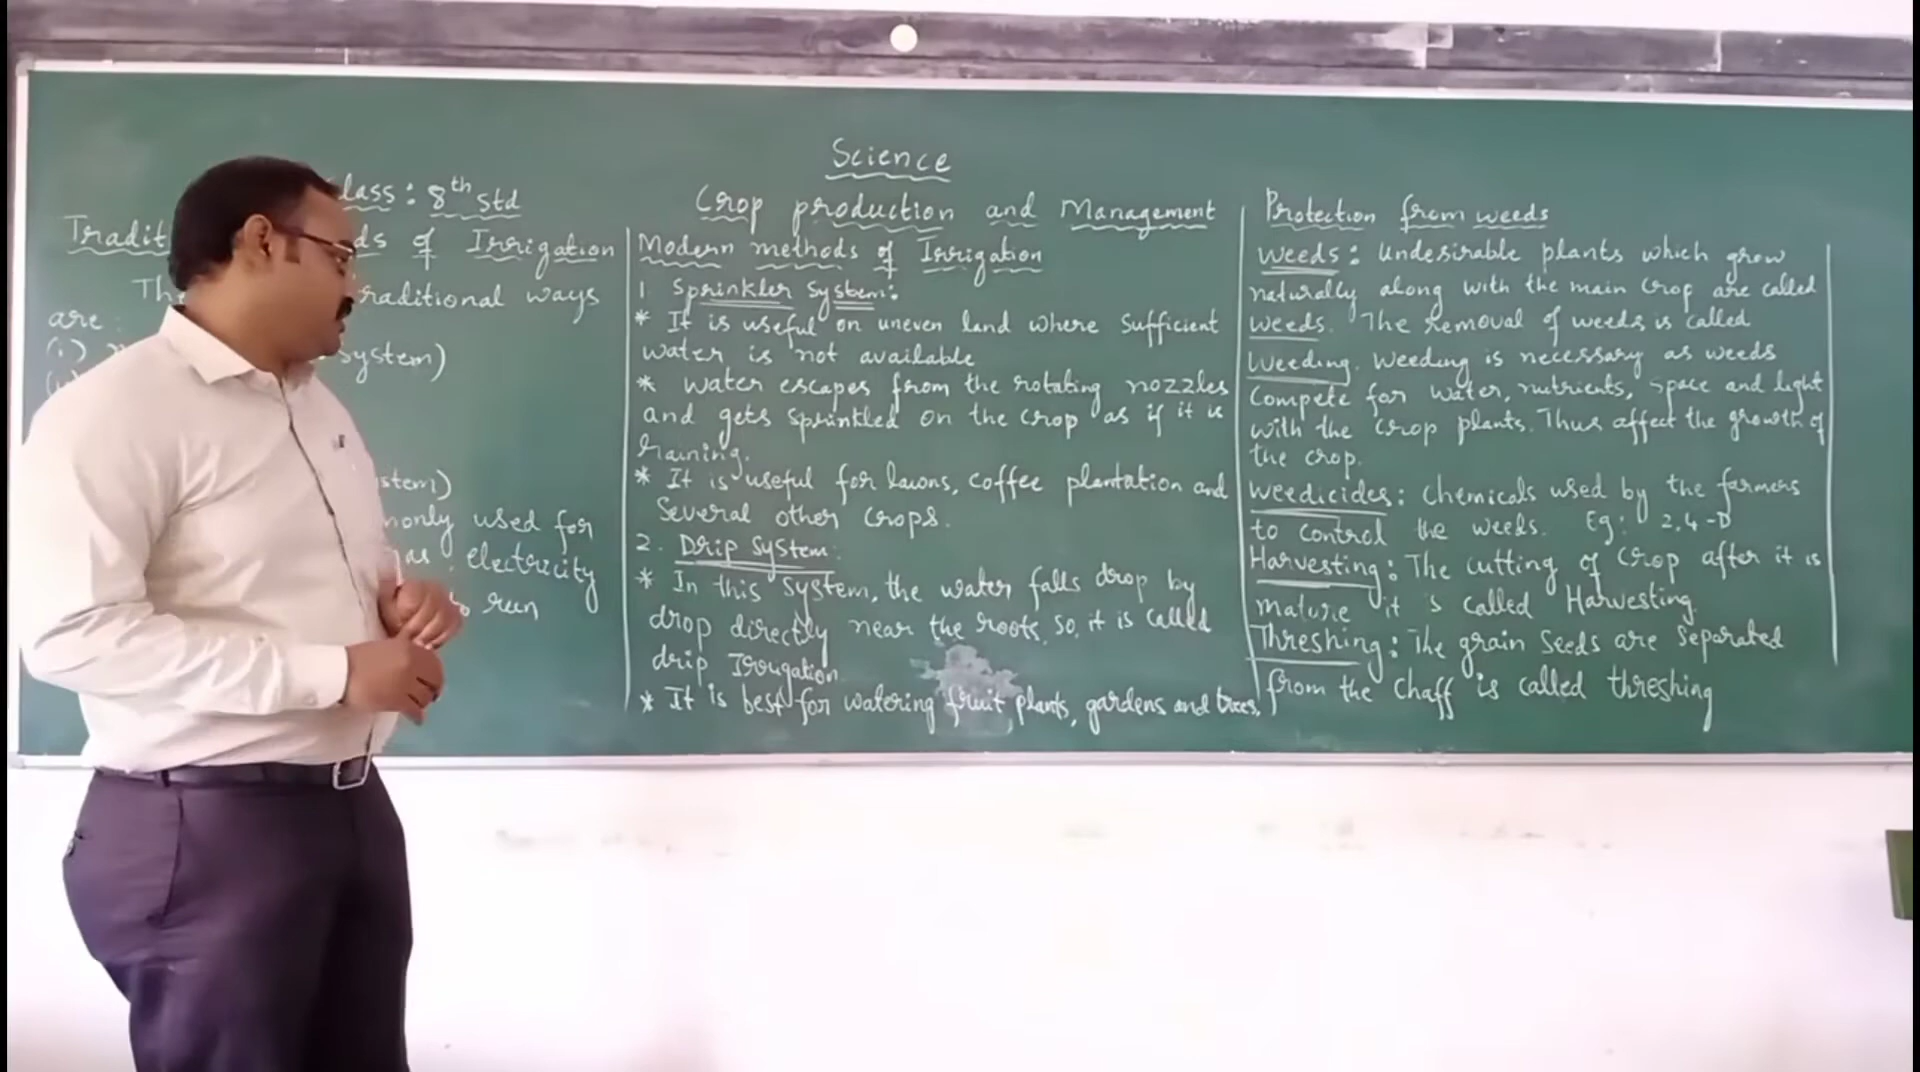 Science
Class: 8th std
Crop production and Management
of Irrigation
traditional ways
are:
(i)
system)
stem)
used for
gas, electricity
to run
Modern methods of Irrigation
1. Sprinkler System:
* It is useful on uneven land where sufficient
water is not available
* water escapes from the rotating nozzles
and gets sprinkled on the crop as if it is
raining.
* It is useful for lawns, coffee plantation and
Several other crops.
2. Drip System:
* In this system, the water falls drop by
drop directly near the roots. So, it is called
drip Irrigation.
* It is best for watering fruit plants, gardens and trees.
Protection from weeds
Weeds: Undesirable plants which grow
naturally along with the main crop are called
weeds. The removal of weeds is called
Weeding. Weeding is necessary as weeds
compete for water, nutrients, space and light
with the crop plants. Thus affect the growth of
the crop.
Weedicides: Chemicals used by the farmers
to control the weeds. Eg: 2,4-D
Harvesting: The cutting of crop after it is
mature it is called Harvesting.
Threshing: The grain seeds are separated
from the chaff is called threshing